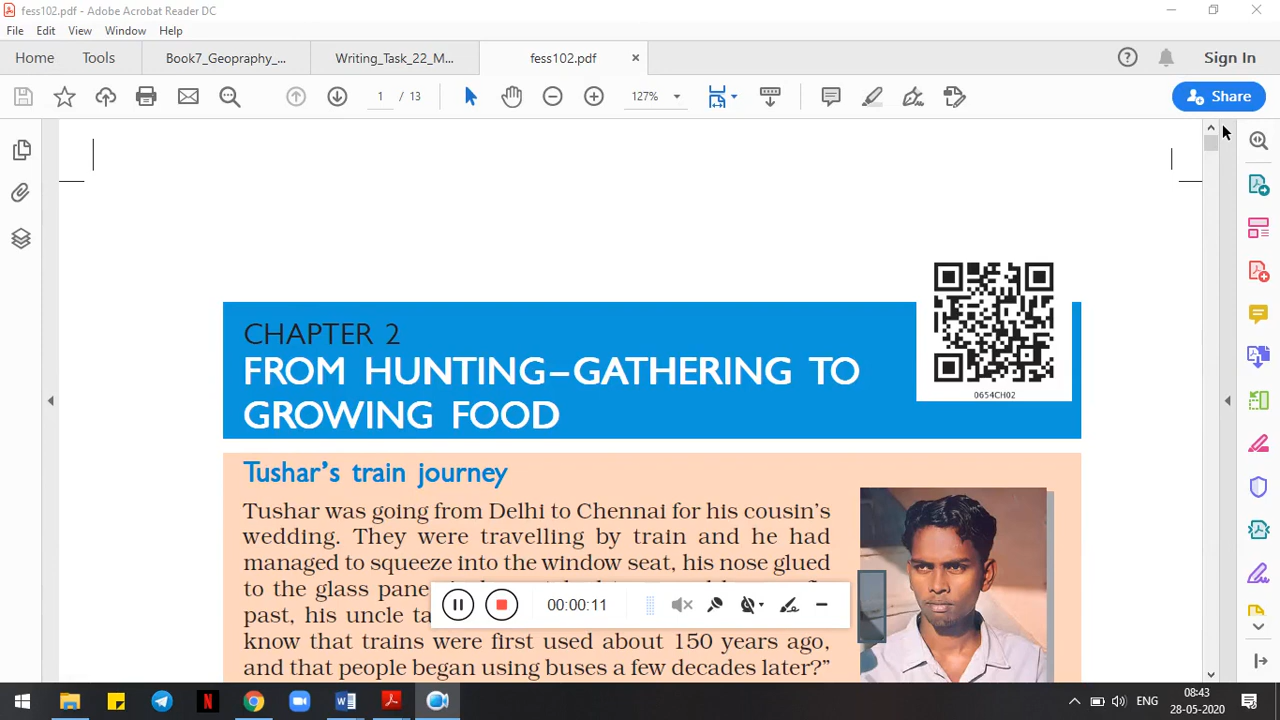 fess102.pdf - Adobe Acrobat Reader DC
File Edit View Window Help
Home Tools Book7_Geopraphy_... Writing_Task_22_M... fess102.pdf × Sign In
1 / 13 127% Share
0654CH02
CHAPTER 2
FROM HUNTING–GATHERING TO
GROWING FOOD
Tushar’s train journey
Tushar was going from Delhi to Chennai for his cousin’s
wedding. They were travelling by train and he had
managed to squeeze into the window seat, his nose glued
to the glass pane
past, his uncle
know that trains were first used about 150 years ago,
and that people began using buses a few decades later?”
00:00:11
ENG
08:43
28-05-2020